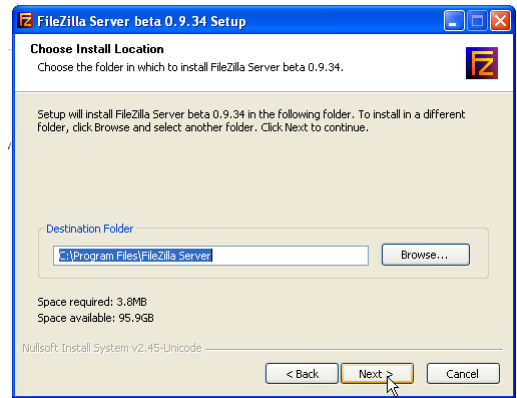 FileZilla Server beta 0.9.34 Setup
Choose Install Location
Choose the folder in which to install FileZilla Server beta 0.9.34.
FZ
Setup will install FileZilla Server beta 0.9.34 in the following folder. To install in a different
folder, click Browse and select another folder. Click Next to continue.
Destination Folder
C:\Program Files\FileZilla Server
Browse...
Space required: 3.8MB
Space available: 95.9GB
Nullsoft Install System v2.45-Unicode
< Back
Next >
Cancel